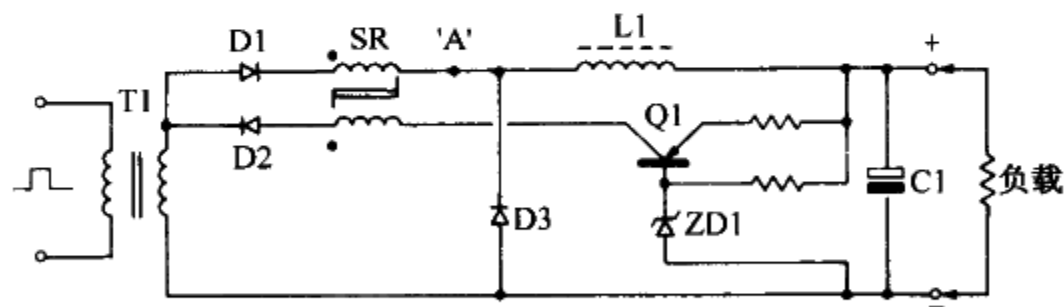 D1
SR
'A'
L1
+
T1
D2
Q1
D3
ZD1
C1
负载
−